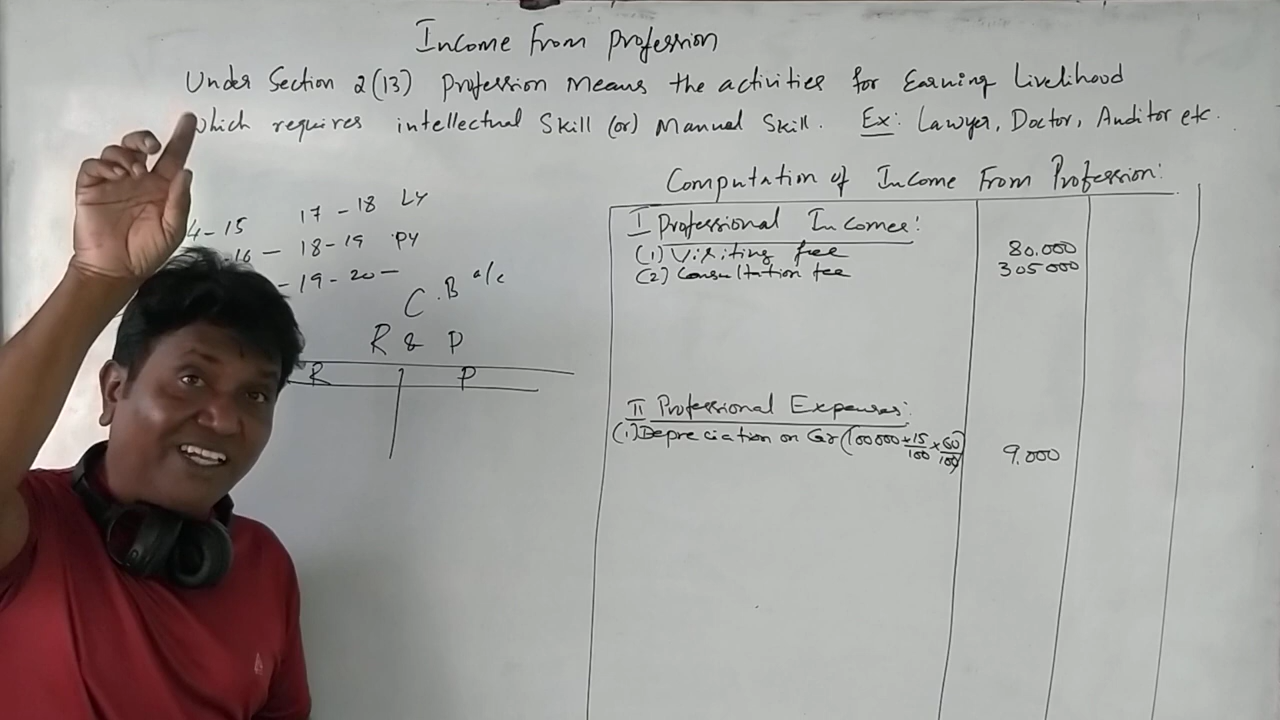 Income From Profession
Under Section 2(13) Profession Means the activities for Earning Livelihood
which requires intellectual Skill (or) Manual Skill. Ex: Lawyer, Doctor, Auditor etc.
4-15 17-18 LY
16 - 18-19 PY
- 19-20 -
C.B a/c
R & P
R P
Computation of Income From Profession:
I Professional Incomes:
(1) Visiting fee 80.000
(2) Consultation fee 305000
II Professional Expenses:
(1) Depreciation on Car (100000 × 15/100 × 60/100) 9.000